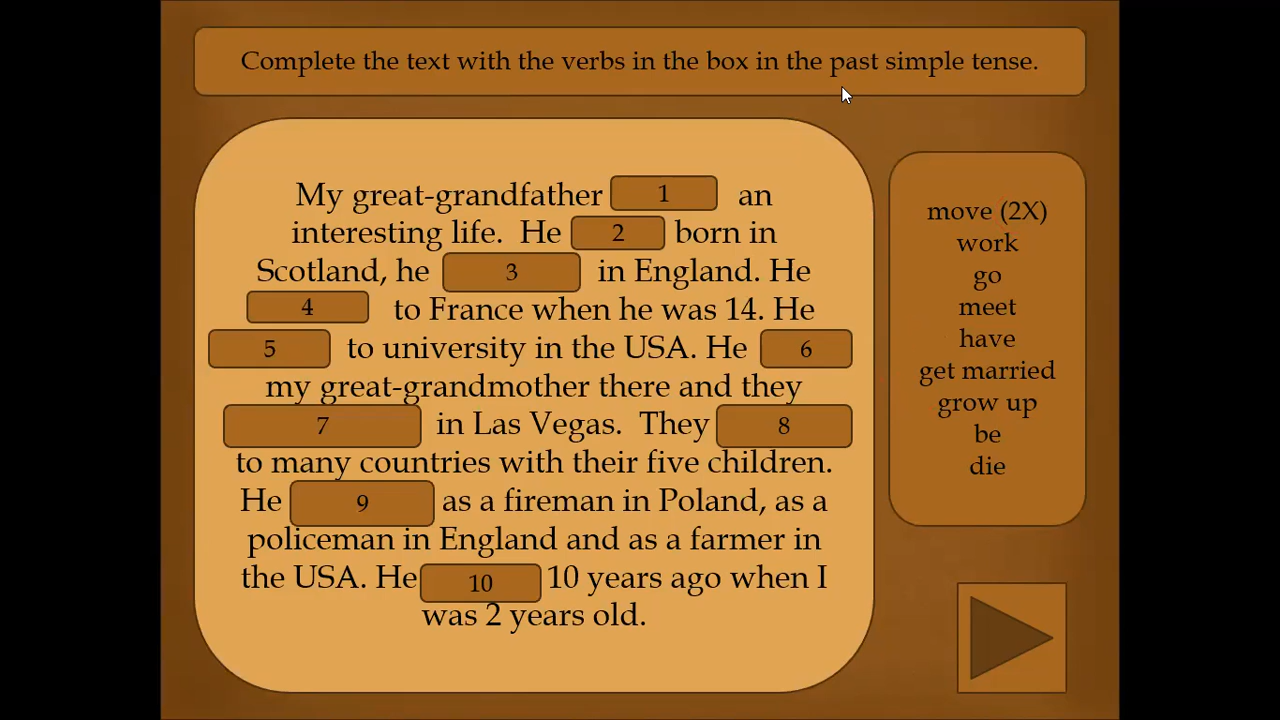 Complete the text with the verbs in the box in the past simple tense.
My great-grandfather 1 an
interesting life. He 2 born in
Scotland, he 3 in England. He
4 to France when he was 14. He
5 to university in the USA. He 6
my great-grandmother there and they
7 in Las Vegas. They 8
to many countries with their five children.
He 9 as a fireman in Poland, as a
policeman in England and as a farmer in
the USA. He 10 10 years ago when I
was 2 years old.
move (2X)
work
go
meet
have
get married
grow up
be
die